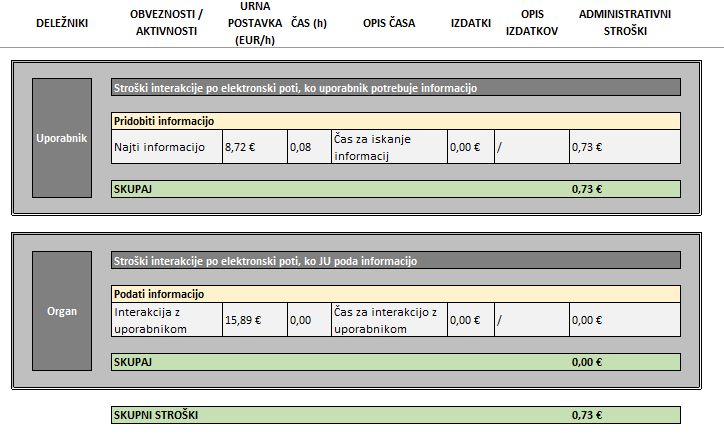 DELEŽNIKI OBVEZNOSTI / AKTIVNOSTI URNA POSTAVKA (EUR/h) ČAS (h) OPIS ČASA IZDATKI OPIS IZDATKOV ADMINISTRATIVNI STROŠKI
Uporabnik
Stroški interakcije po elektronski poti, ko uporabnik potrebuje informacijo
Pridobiti informacijo
Najti informacijo 8,72 € 0,08 Čas za iskanje informacij 0,00 € / 0,73 €
SKUPAJ 0,73 €
Organ
Stroški interakcije po elektronski poti, ko JU poda informacijo
Podati informacijo
Interakcija z uporabnikom 15,89 € 0,00 Čas za interakcijo z uporabnikom 0,00 € / 0,00 €
SKUPAJ 0,00 €
SKUPNI STROŠKI 0,73 €